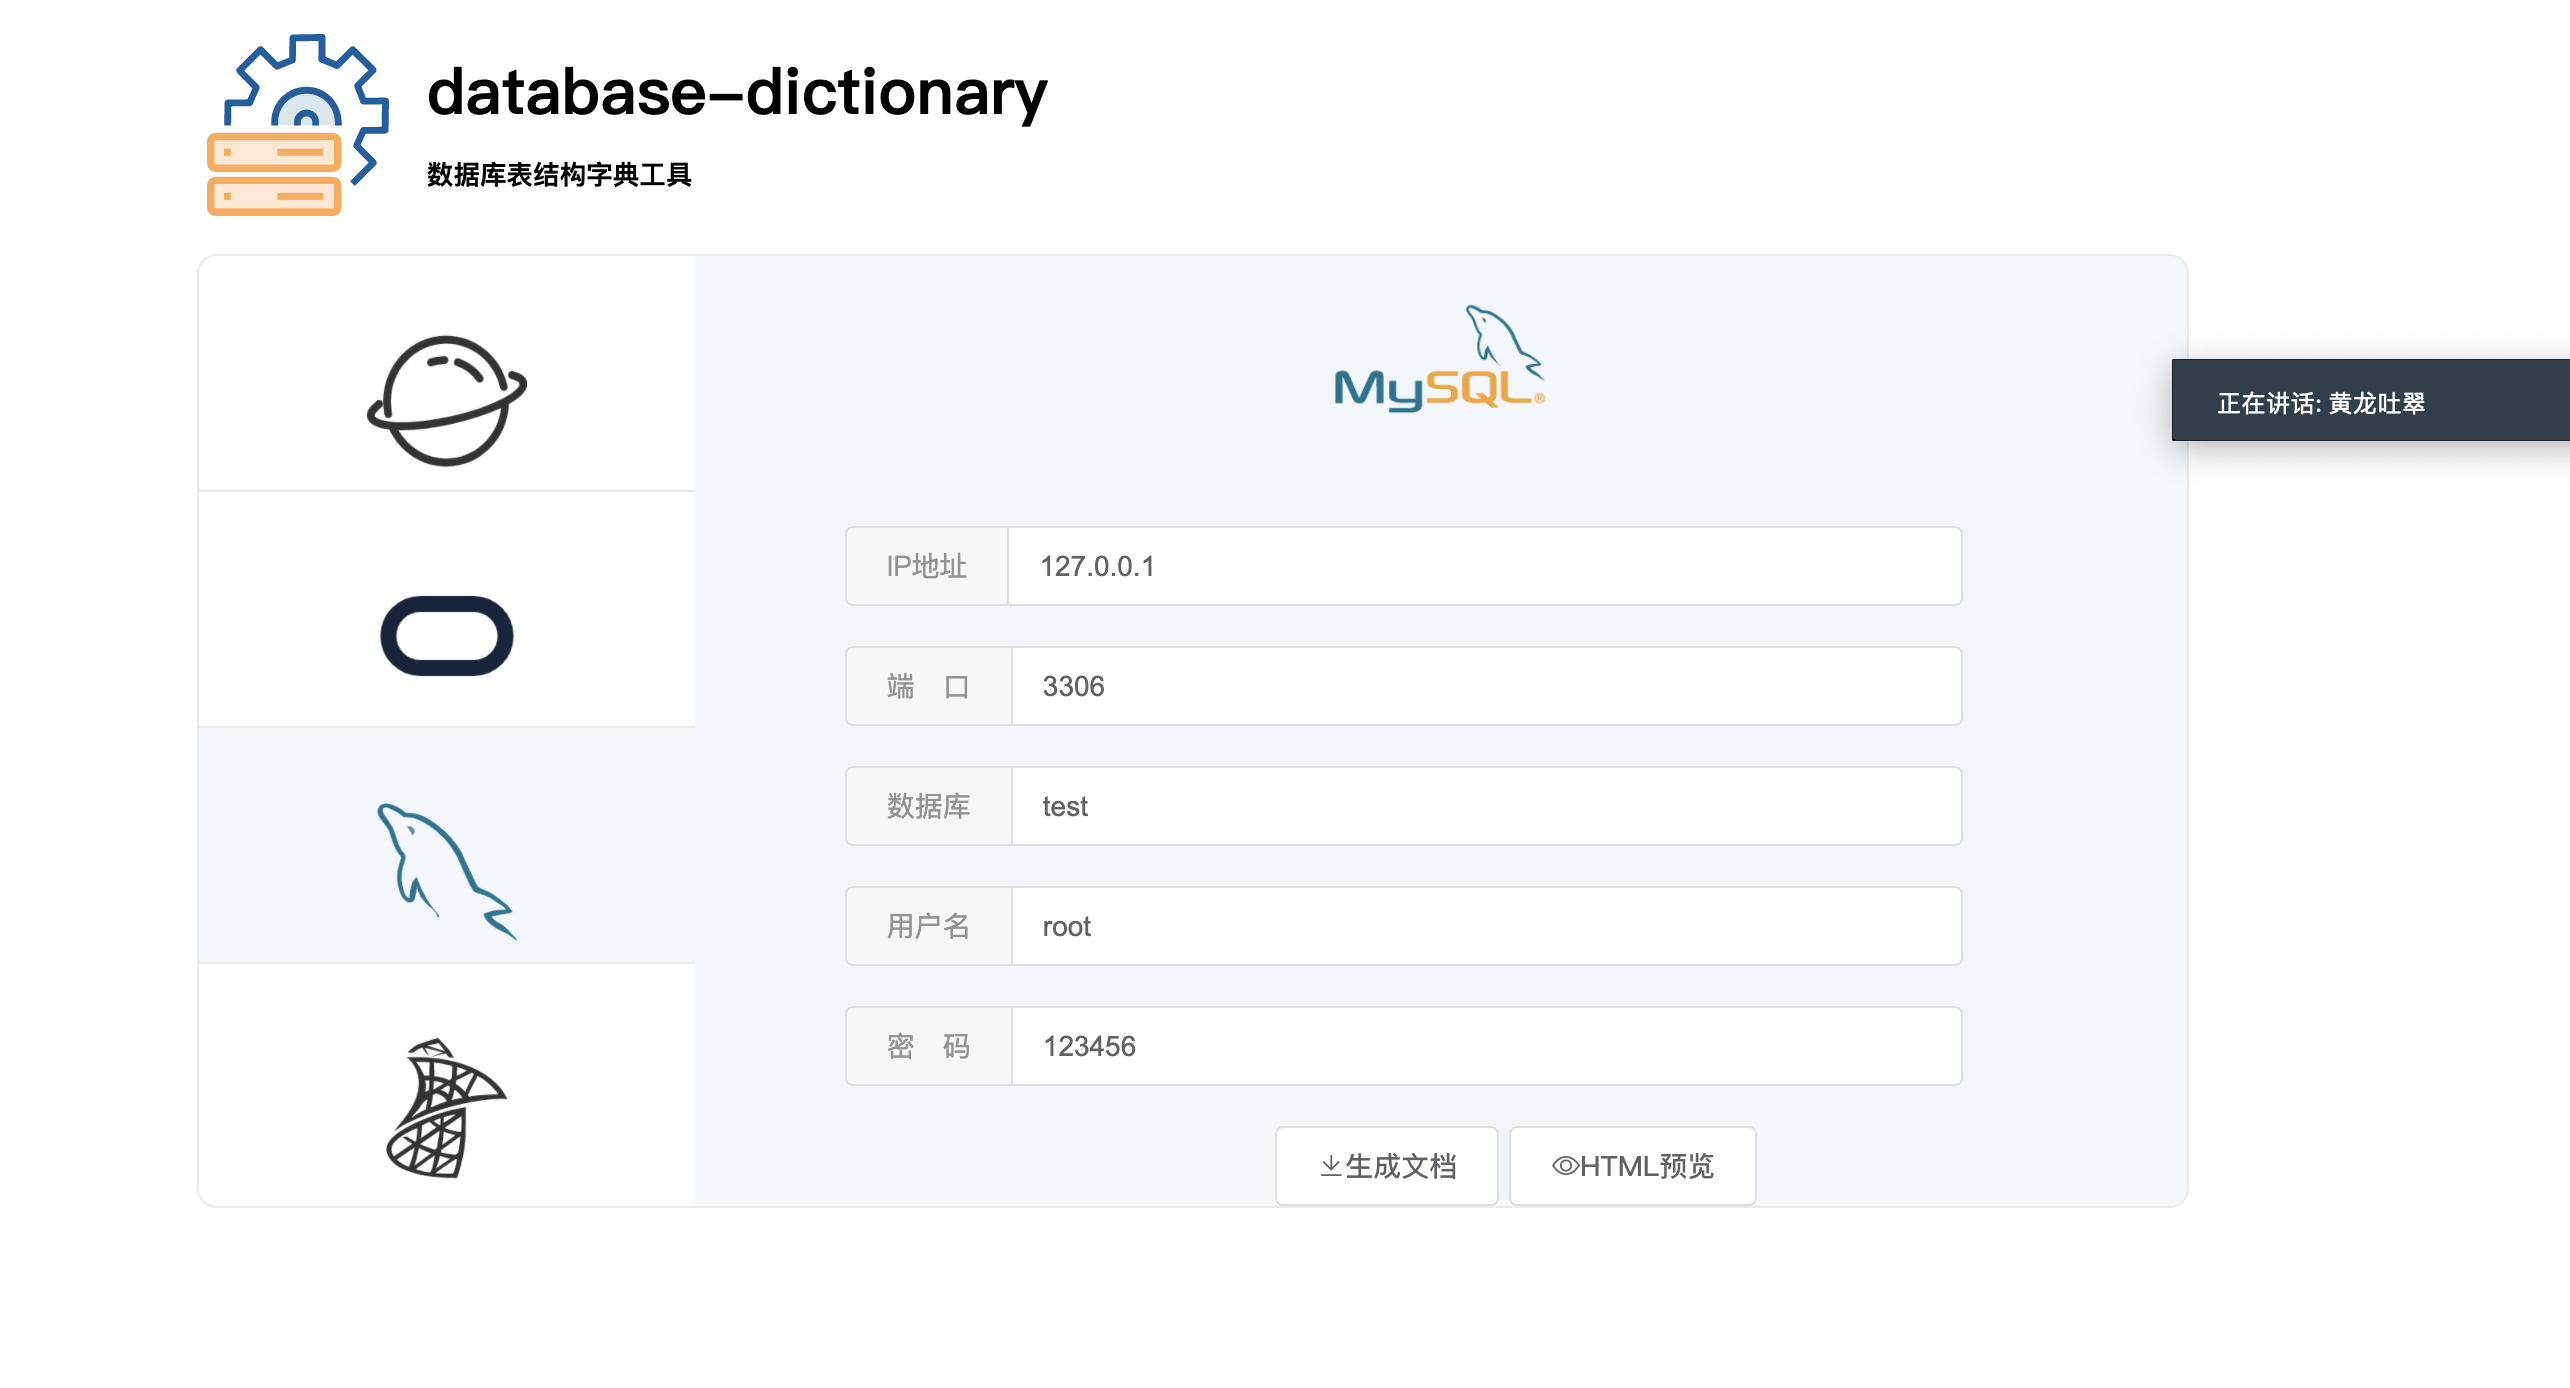 database-dictionary
数据库表结构字典工具
MySQL®
正在讲话: 黄龙吐翠
IP地址 127.0.0.1
端 口 3306
数据库 test
用户名 root
密 码 123456
生成文档 HTML预览